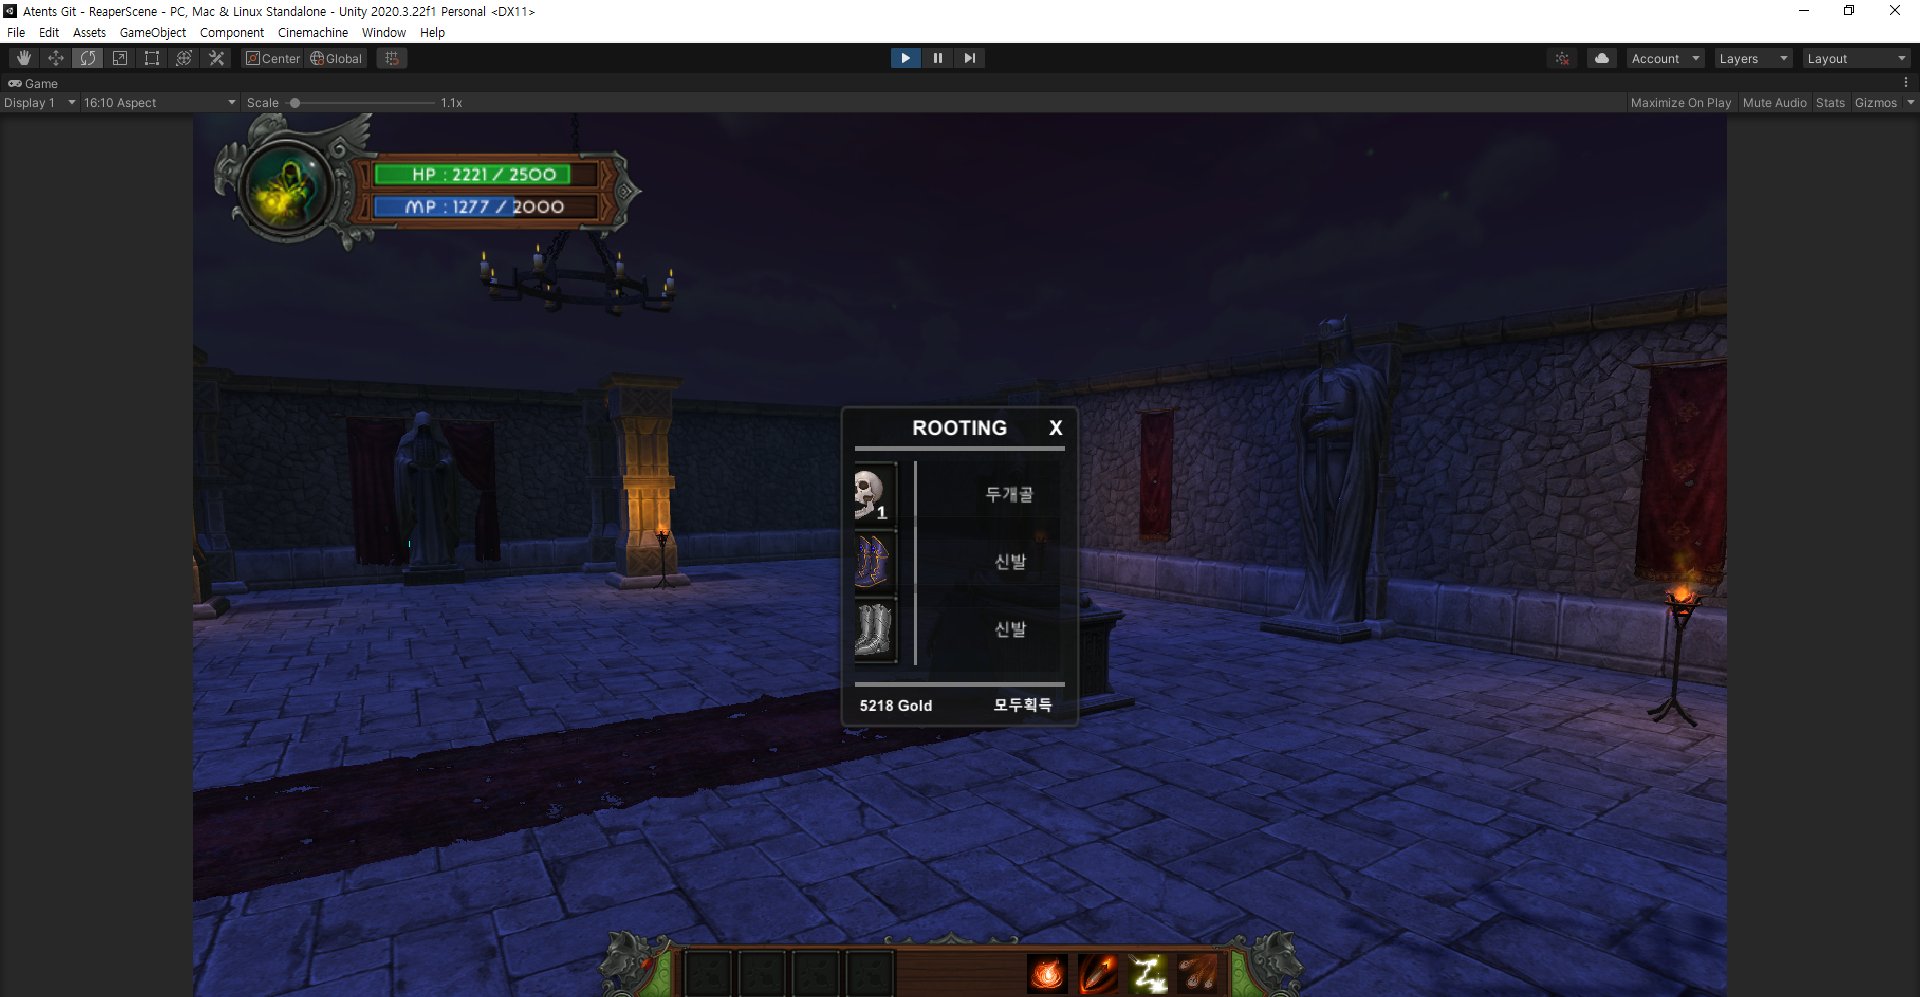 Atents Git - ReaperScene - PC, Mac & Linux Standalone - Unity 2020.3.22f1 Personal <DX11>
File Edit Assets GameObject Component Cinemachine Window Help
Center Global Account Layers Layout
Game
Display 1 16:10 Aspect Scale 1.1x Maximize On Play Mute Audio Stats Gizmos
HP : 2221 / 2500
MP : 1277 / 2000
ROOTING X
두개골
1
신발
신발
5218 Gold 모두획득